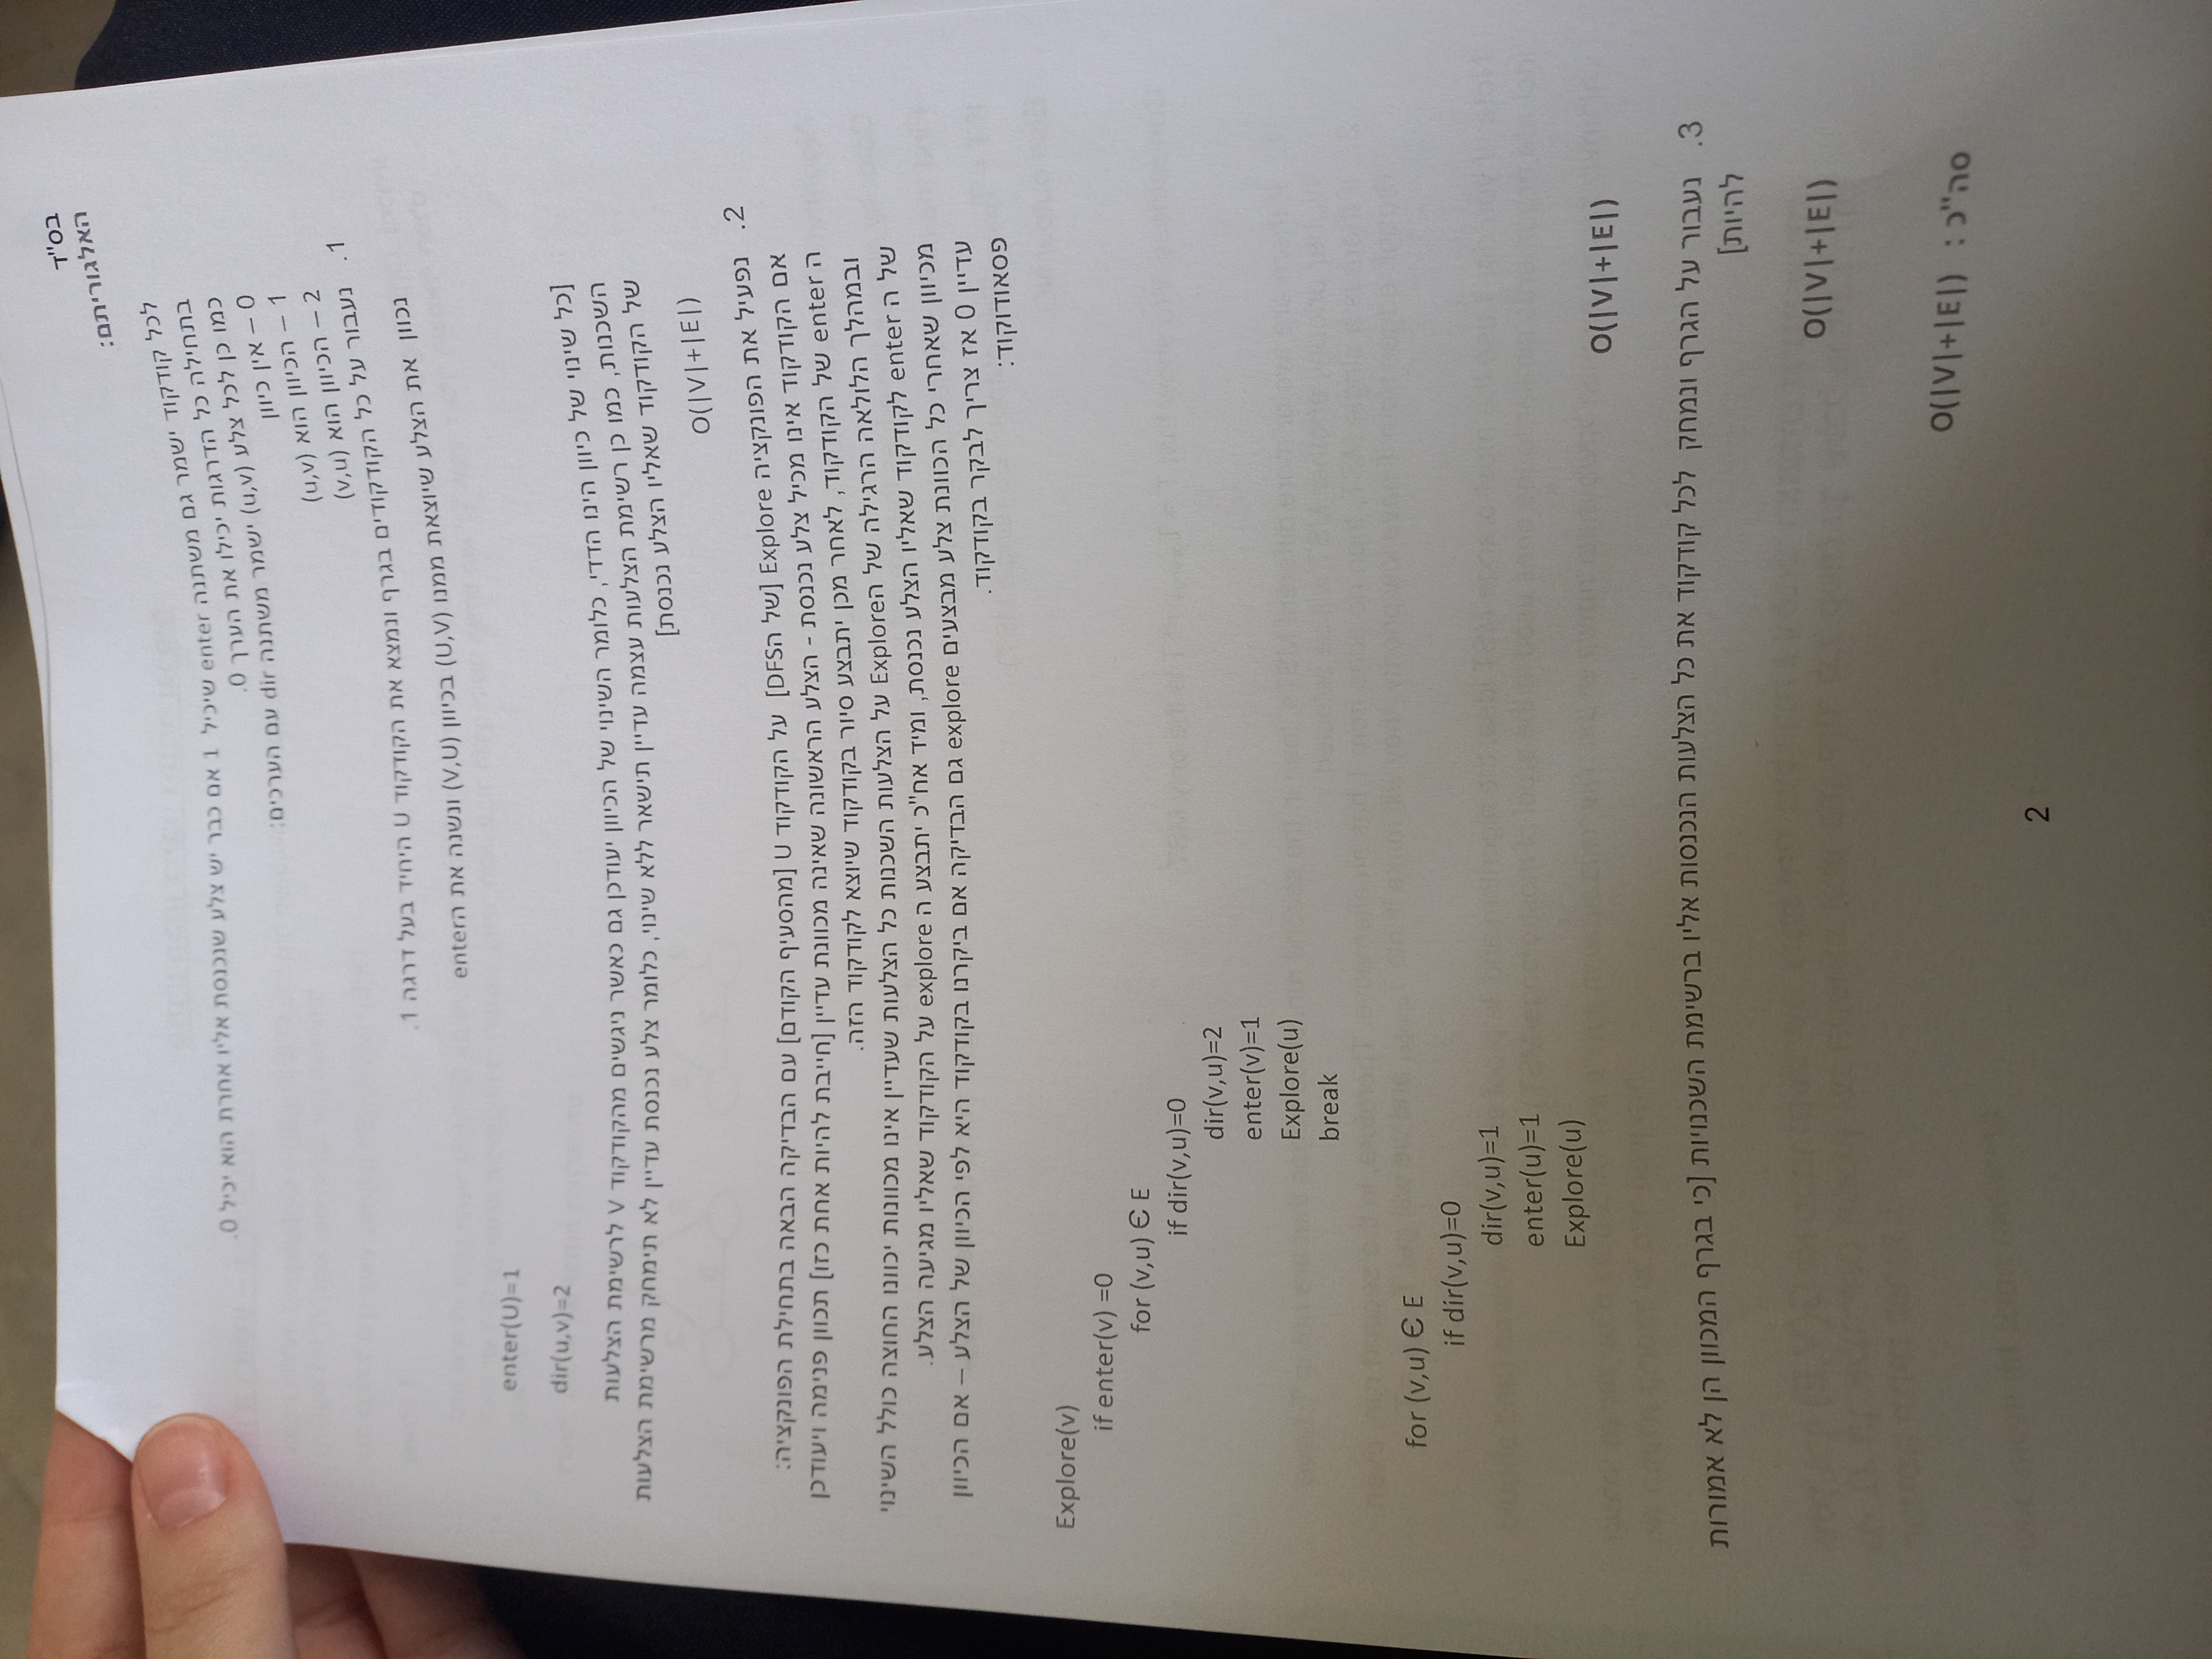 בס"ד
האלגוריתם:
לכל קודקוד ישמר גם משתנה enter שיכיל 1 אם כבר יש צלע שנכנסת אליו אחרת הוא יכיל 0.
בתחילה כל הדרגות יכילו את הערך 0.
כמו כן לכל צלע (u,v) ישמר משתנה dir עם הערכים:
0 – אין כיוון
1 – הכיוון הוא (u,v)
2 – הכיוון הוא (v,u)
1. נעבור על כל הקודקודים בגרף ונמצא את הקודקוד U היחיד בעל דרגה 1.
נכוון את הצלע שיוצאת ממנו (U,V) בכיוון (V,U) ונשנה את הenter
enter(U)=1
dir(u,v)=2
[כל שינוי של כיוון הינו הדדי, כלומר השינוי של הכיוון יעודכן גם כאשר ניגשים מהקודקוד V לרשימת הצלעות
השכנות, כמו כן רשימת הצלעות עצמה עדיין תישאר ללא שינוי, כלומר צלע נכנסת עדיין לא תימחק מרשימת הצלעות
של הקודקוד שאליו הצלע נכנסת]
O(|V|+|E|)
2. נפעיל את הפונקציה Explore [של הDFS] על הקודקוד U [מהסעיף הקודם] עם הבדיקה הבאה בתחילת הפונקציה:
אם הקודקוד אינו מכיל צלע נכנסת - הצלע הראשונה שאינה מכוונת עדיין [חייבת להיות אחת כזו] תכוון פנימה ויעודכן
ה enter של הקודקוד, לאחר מכן יתבצע סיור בקודקוד שיוצא לקודקוד הזה.
ובמהלך הלולאה הרגילה של הExplore על הצלעות השכנות כל הצלעות שעדיין אינו מכוונות יכוונו החוצה כולל השינוי
של ה enter לקודקוד שאליו הצלע נכנסת, ומיד אח"כ יתבצע ה explore על הקודקוד שאליו מגיעה הצלע.
מכיוון שאחרי כל הכוונת צלע מבצעים explore גם הבדיקה אם ביקרנו בקודקוד היא לפי הכיוון של הצלע – אם הכיוון
עדיין 0 אז צריך לבקר בקודקוד.
פסאודוקוד:
Explore(v)
if enter(v) =0
for (v,u) Є E
if dir(v,u)=0
dir(v,u)=2
enter(v)=1
Explore(u)
break
for (v,u) Є E
if dir(v,u)=0
dir(v,u)=1
enter(u)=1
Explore(u)
O(|V|+|E|)
3. נעבור על הגרף ונמחק לכל קודקוד את כל הצלעות הנכנסות אליו ברשימת השכנויות [כי בגרף המכוון הן לא אמורות
להיות]
O(|V|+|E|)
סה"כ : O(|V|+|E|)
2